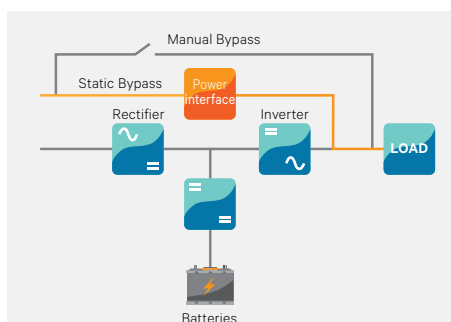 Manual Bypass
Static Bypass
Power
interface
Rectifier
Inverter
LOAD
Batteries